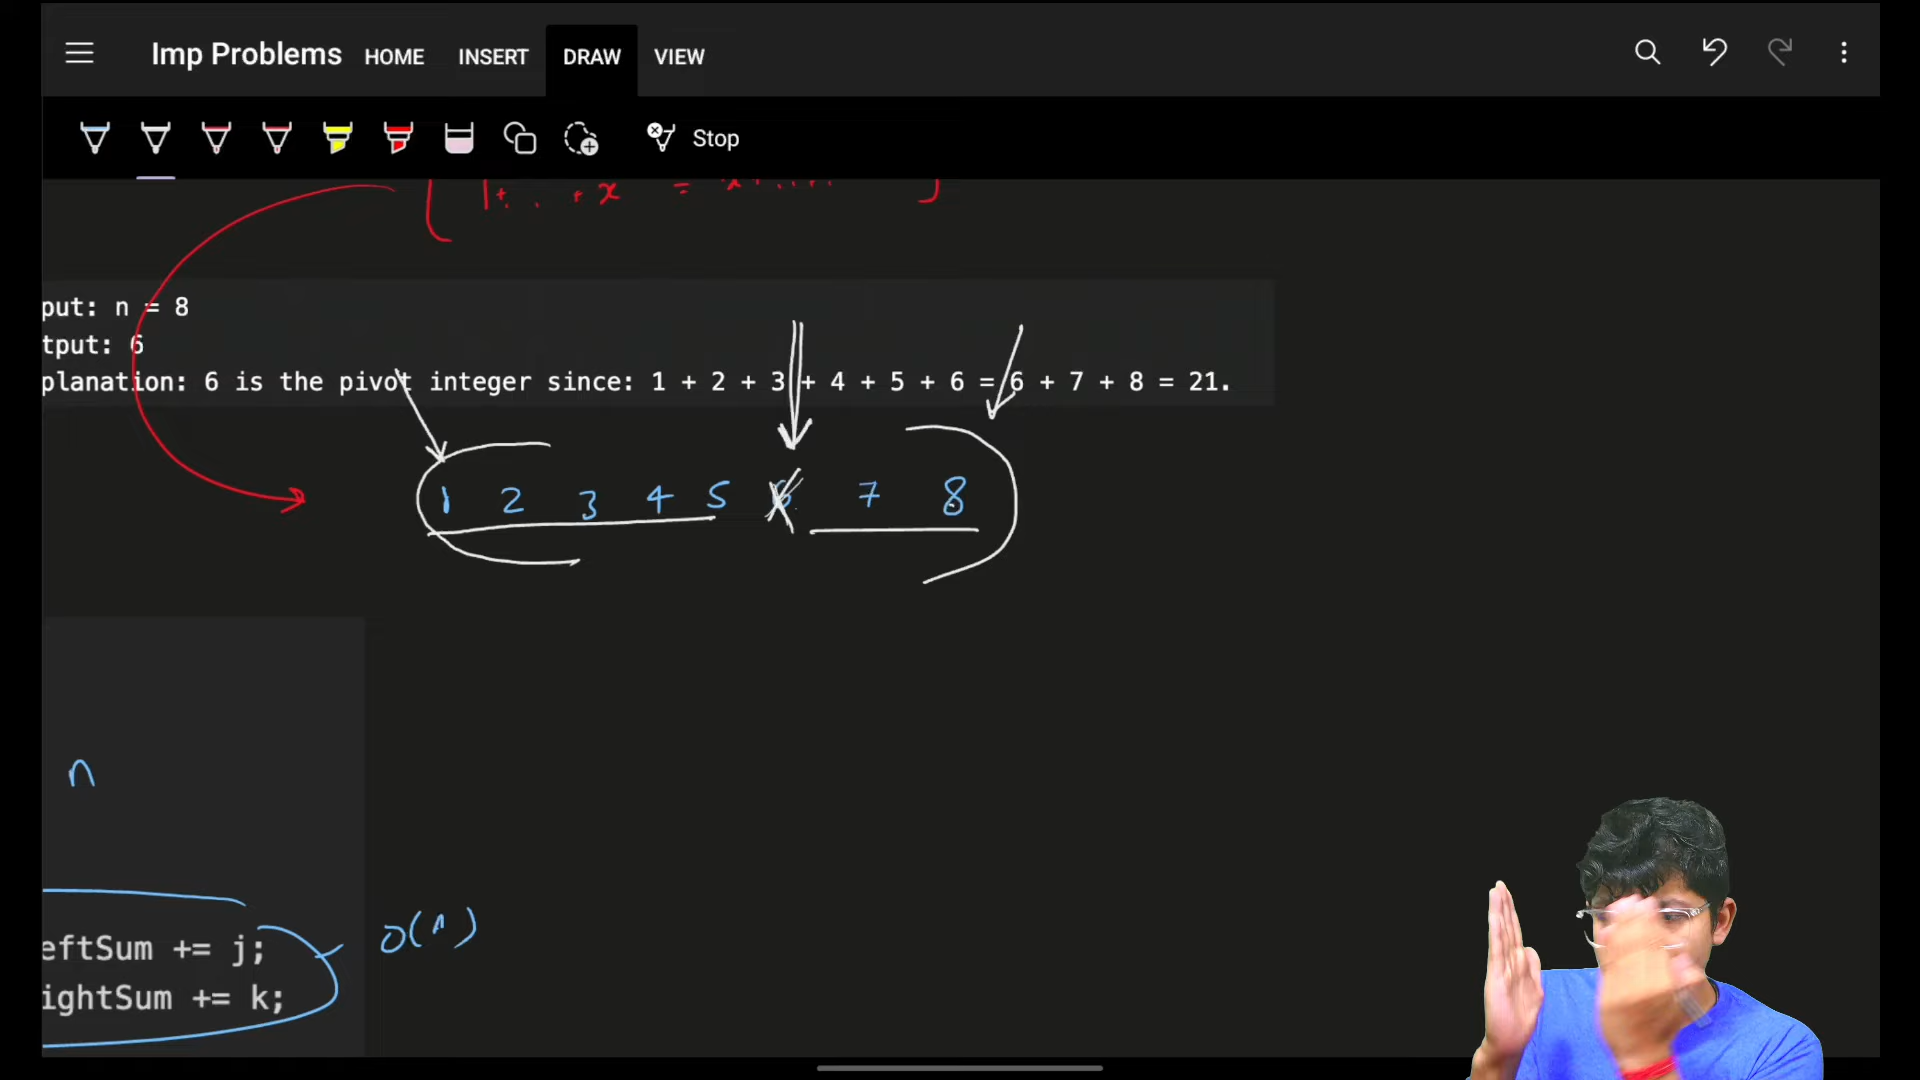 Imp Problems HOME INSERT DRAW VIEW
Stop
+ x =
put: n = 8
tput: 6
planation: 6 is the pivot integer since: 1 + 2 + 3 + 4 + 5 + 6 = 6 + 7 + 8 = 21.
1 2 3 4 5 6 7 8
n
eftSum += j;
O(n)
ightSum += k;